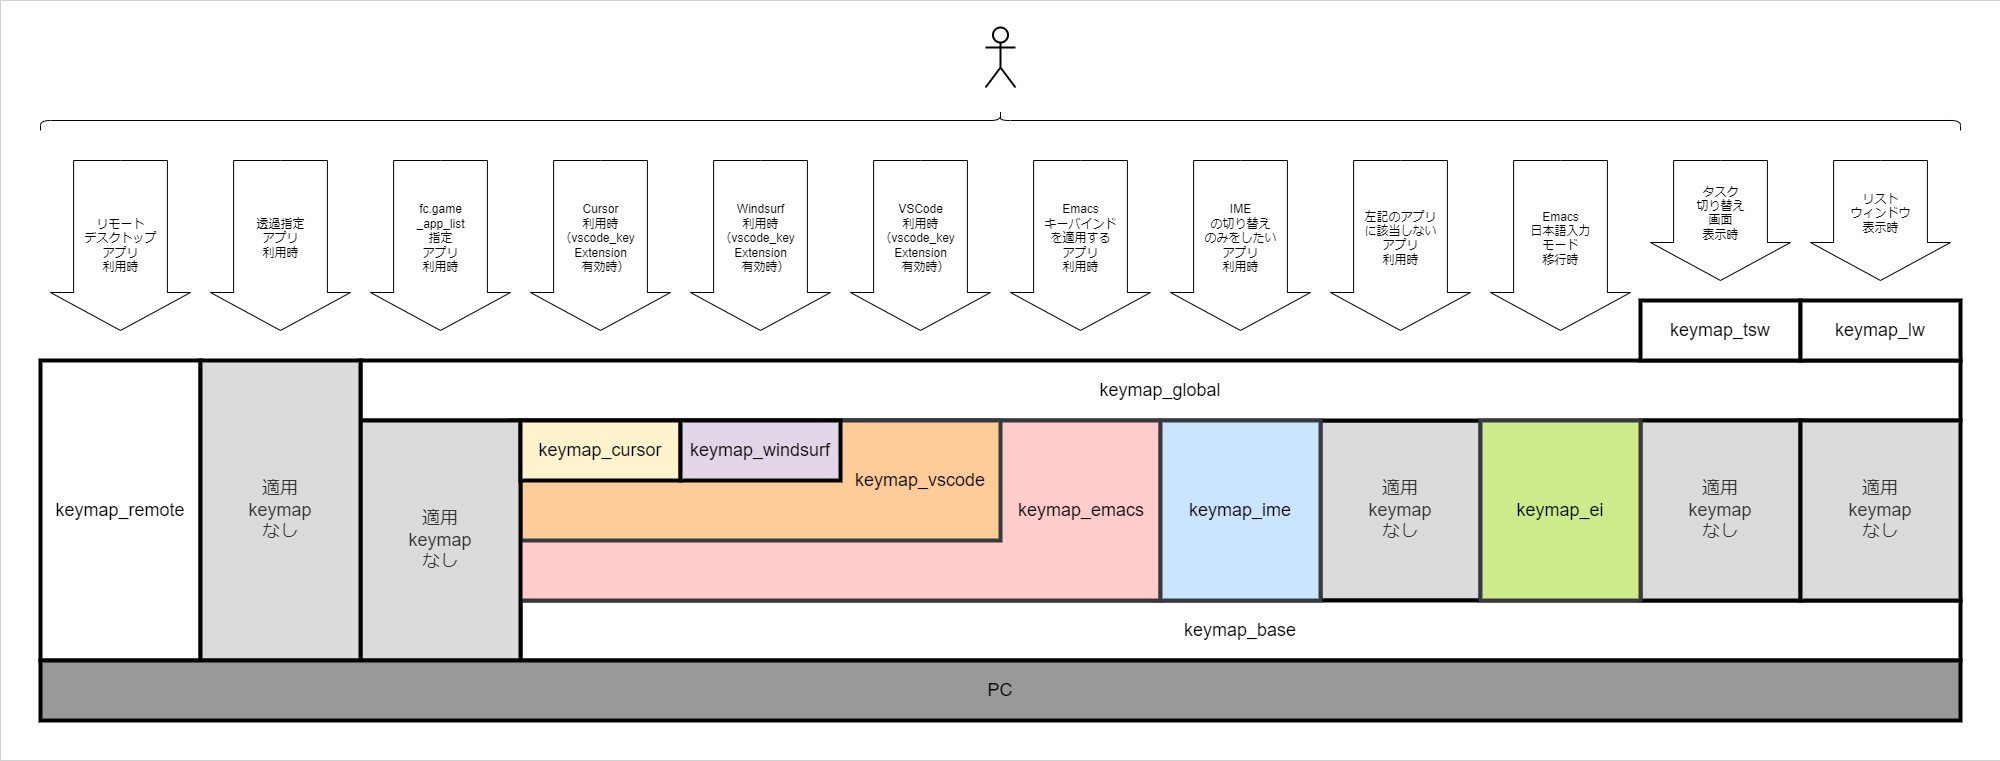 リモート
デスクトップ
アプリ
利用時
透過指定
アプリ
利用時
fc.game
_app_list
指定
アプリ
利用時
Cursor
利用時
（vscode_key
Extension
有効時）
Windsurf
利用時
（vscode_key
Extension
有効時）
VSCode
利用時
（vscode_key
Extension
有効時）
Emacs
キーバインド
を適用する
アプリ
利用時
IME
の切り替え
のみをしたい
アプリ
利用時
左記のアプリ
に該当しない
アプリ
利用時
Emacs
日本語入力
モード
移行時
タスク
切り替え
画面
表示時
リスト
ウィンドウ
表示時
keymap_tsw
keymap_lw
keymap_global
keymap_remote
適用
keymap
なし
適用
keymap
なし
keymap_cursor
keymap_windsurf
keymap_vscode
keymap_emacs
keymap_ime
適用
keymap
なし
keymap_ei
適用
keymap
なし
適用
keymap
なし
keymap_base
PC